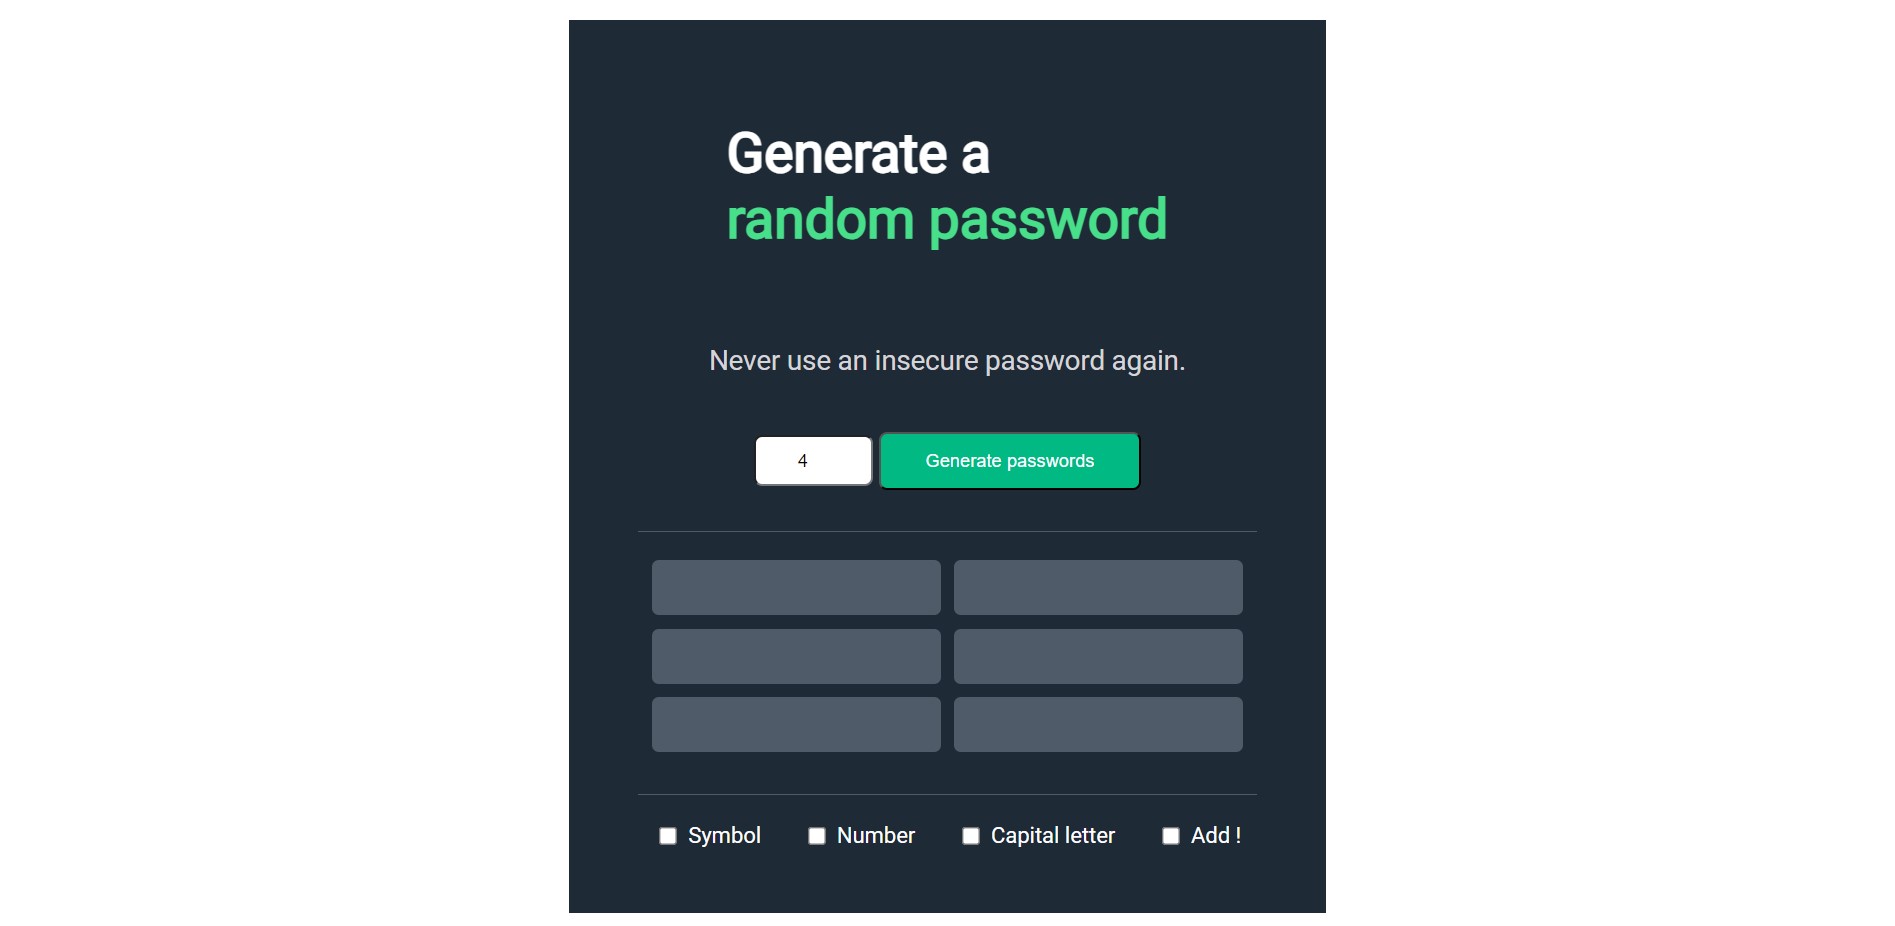 Generate a
random password
Never use an insecure password again.
4 Generate passwords
Symbol Number Capital letter Add !